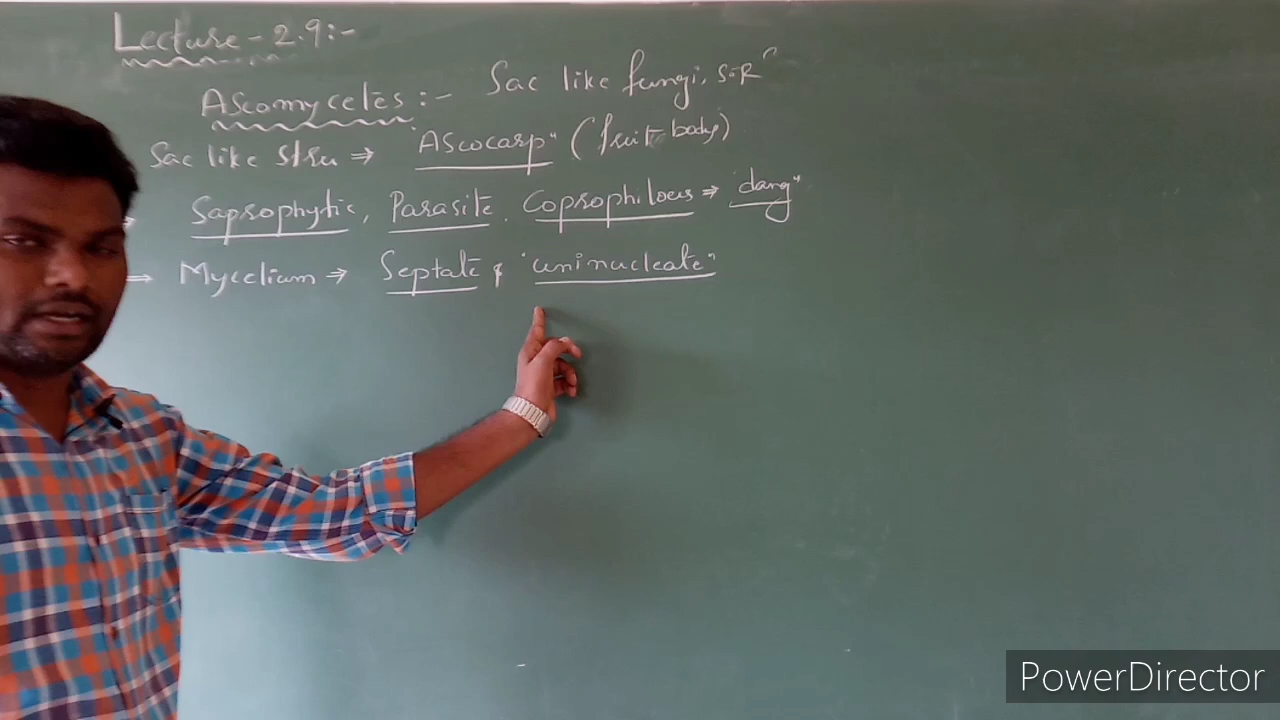 Lecture - 2.9:-
Ascomycetes :- Sac like fungi, S.R
Sac like stru ⇒ "Ascocarp" (fruit body)
⇒ Saprophytic, Parasite, Coprophilous ⇒ "dang"
⇒ Mycelium ⇒ Septate & "uninucleate"
PowerDirector